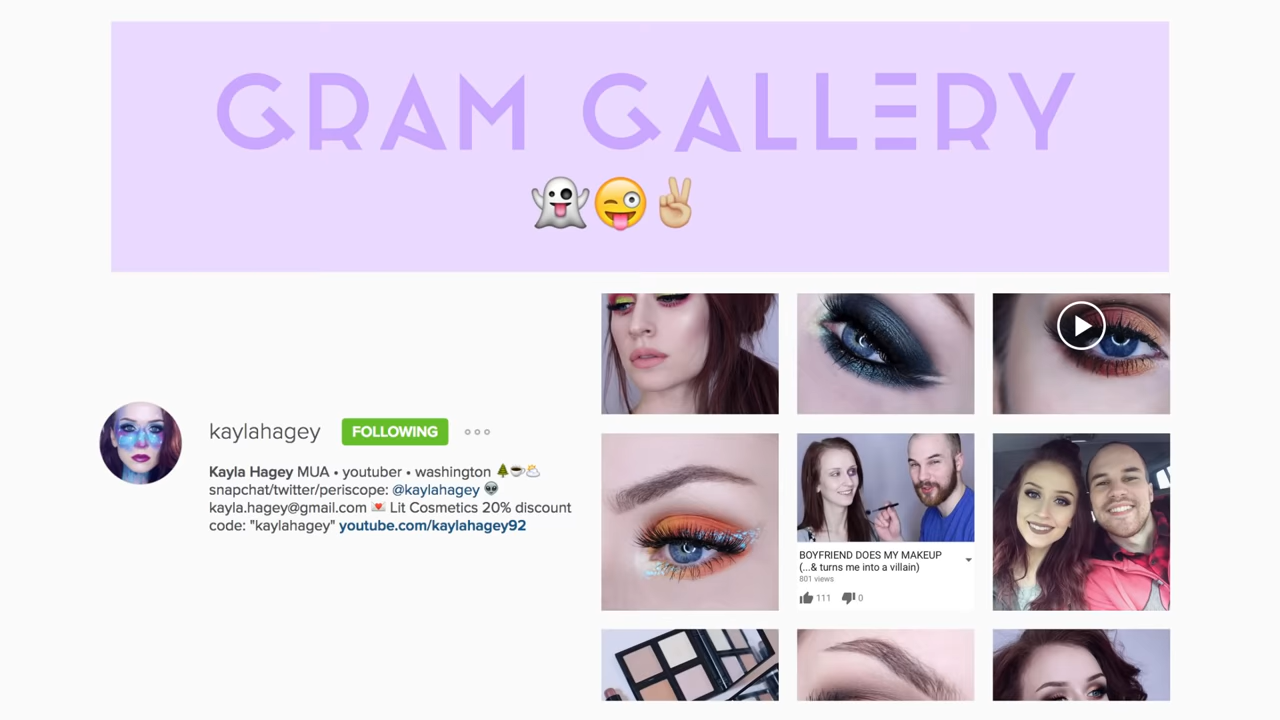 GRAM GALLERY
👻😜✌🏼
kaylahagey FOLLOWING
Kayla Hagey MUA • youtuber • washington 🌲☕⛅
snapchat/twitter/periscope: @kaylahagey 👽
kayla.hagey@gmail.com 💌 Lit Cosmetics 20% discount
code: "kaylahagey" youtube.com/kaylahagey92
BOYFRIEND DOES MY MAKEUP
(...& turns me into a villain)
801 views
111 0